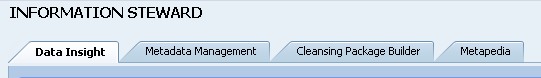 INFORMATION STEWARD
Data Insight Metadata Management Cleansing Package Builder Metapedia